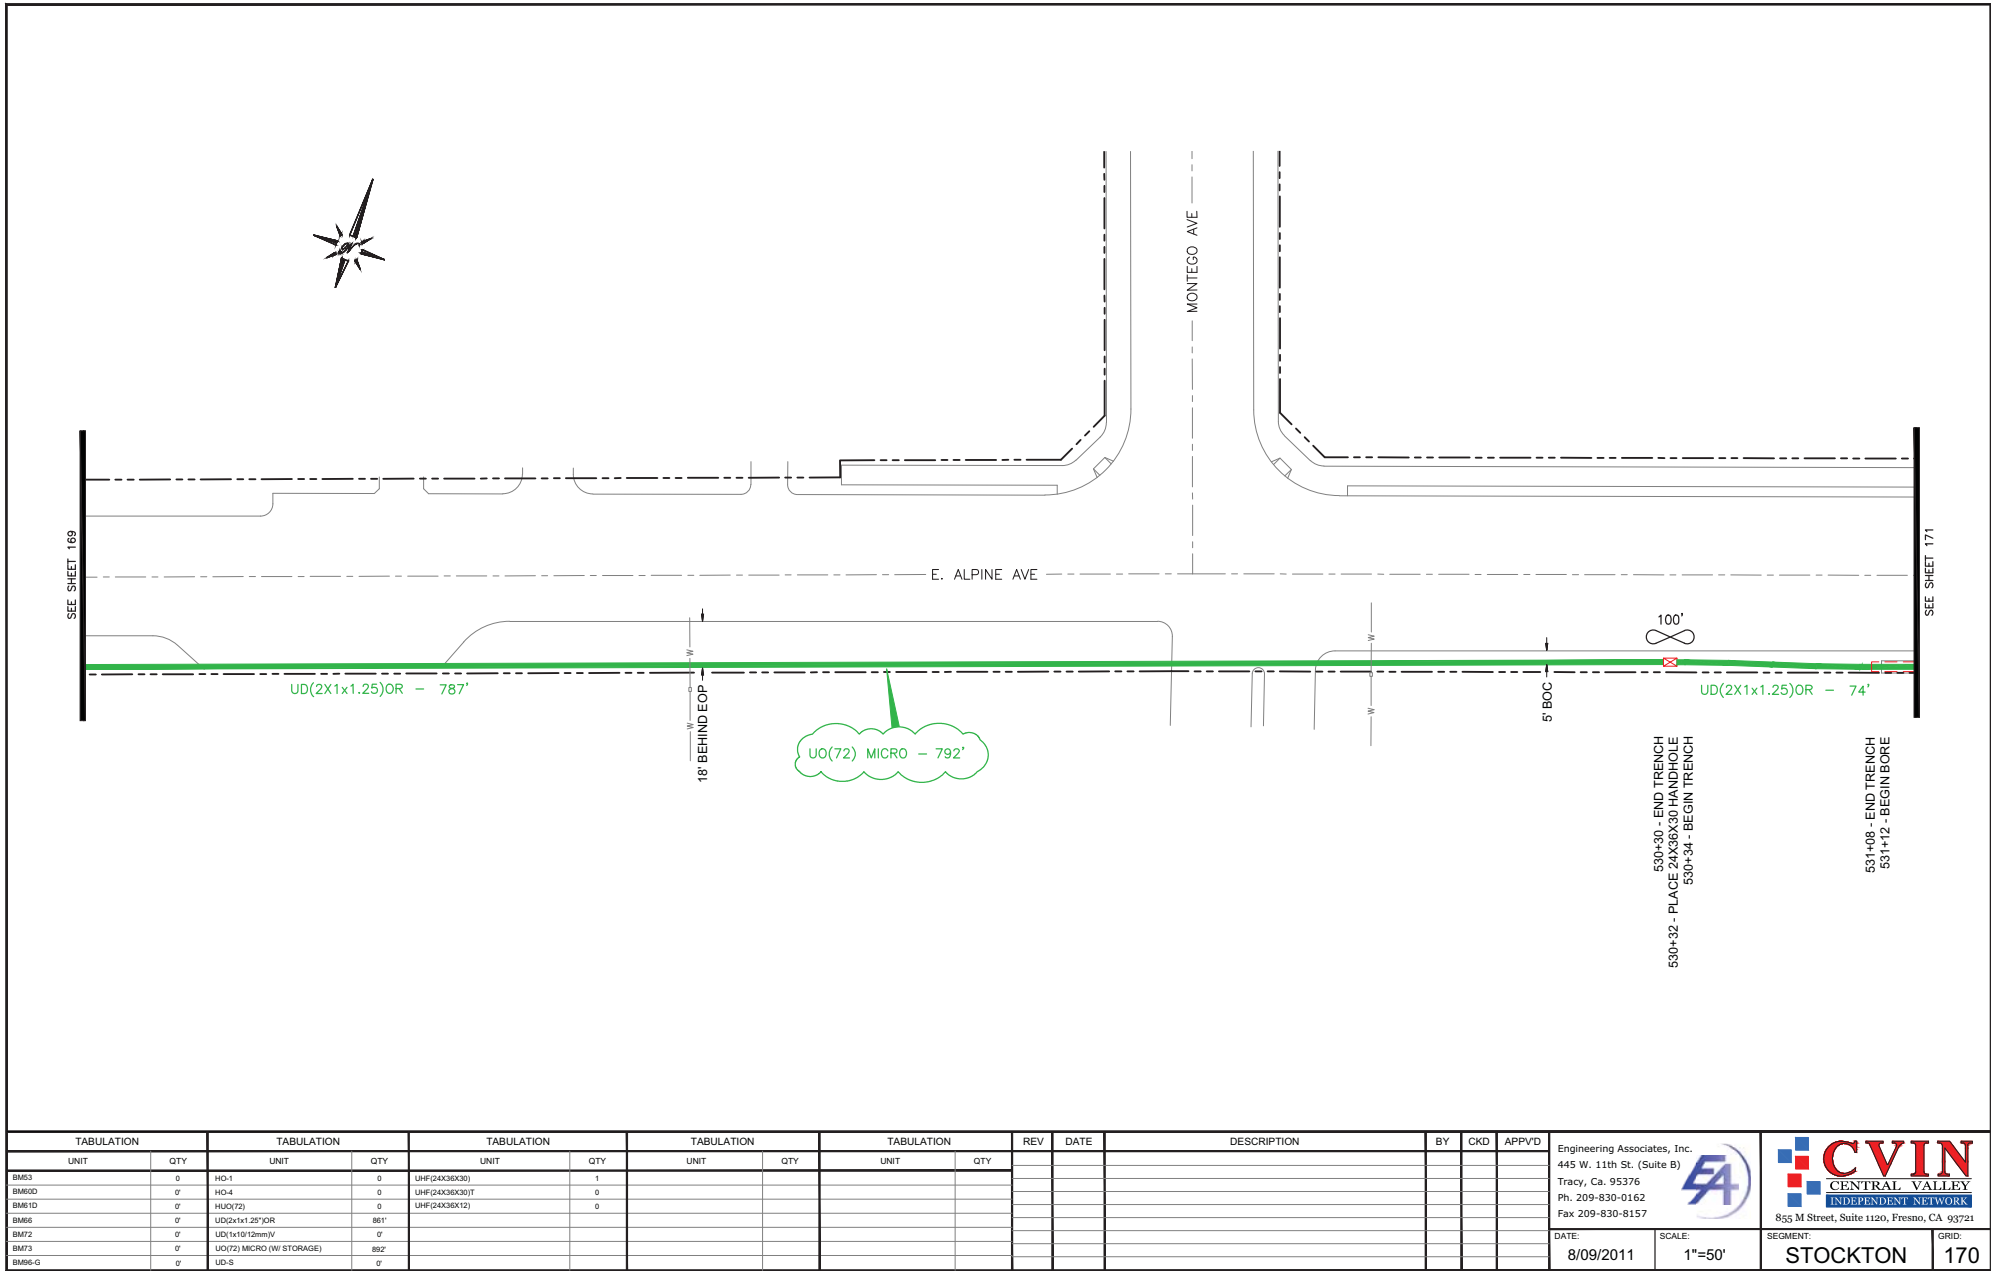 MONTEGO AVE
SEE SHEET 169
SEE SHEET 171
E. ALPINE AVE
100'
UD(2X1x1.25)OR - 787'
W
W
W
W
18' BEHIND EOP
UO(72) MICRO - 792'
5' BOC
UD(2X1x1.25)OR - 74'
530+30 - END TRENCH
530+32 - PLACE 24X36X30 HANDHOLE
530+34 - BEGIN TRENCH
531+08 - END TRENCH
531+12 - BEGIN BORE
TABULATION TABULATION TABULATION TABULATION TABULATION REV DATE DESCRIPTION BY CKD APPV'D
UNIT QTY UNIT QTY UNIT QTY UNIT QTY UNIT QTY
BM53 0 HO-1 0 UHF(24X36X30) 1
BM60D 0' HO-4 0 UHF(24X36X30)T 0
BM61D 0' HUO(72) 0 UHF(24X36X12) 0
BM66 0' UD(2x1x1.25")OR 861'
BM72 0' UD(1x10/12mm)V 0'
BM73 0' UO(72) MICRO (W/ STORAGE) 892'
BM96-G 0' UD-S 0'
Engineering Associates, Inc.
445 W. 11th St. (Suite B)
Tracy, Ca. 95376
Ph. 209-830-0162
Fax 209-830-8157
EA
CVIN
CENTRAL VALLEY
INDEPENDENT NETWORK
855 M Street, Suite 1120, Fresno, CA 93721
DATE:
8/09/2011
SCALE:
1"=50'
SEGMENT:
STOCKTON
GRID:
170